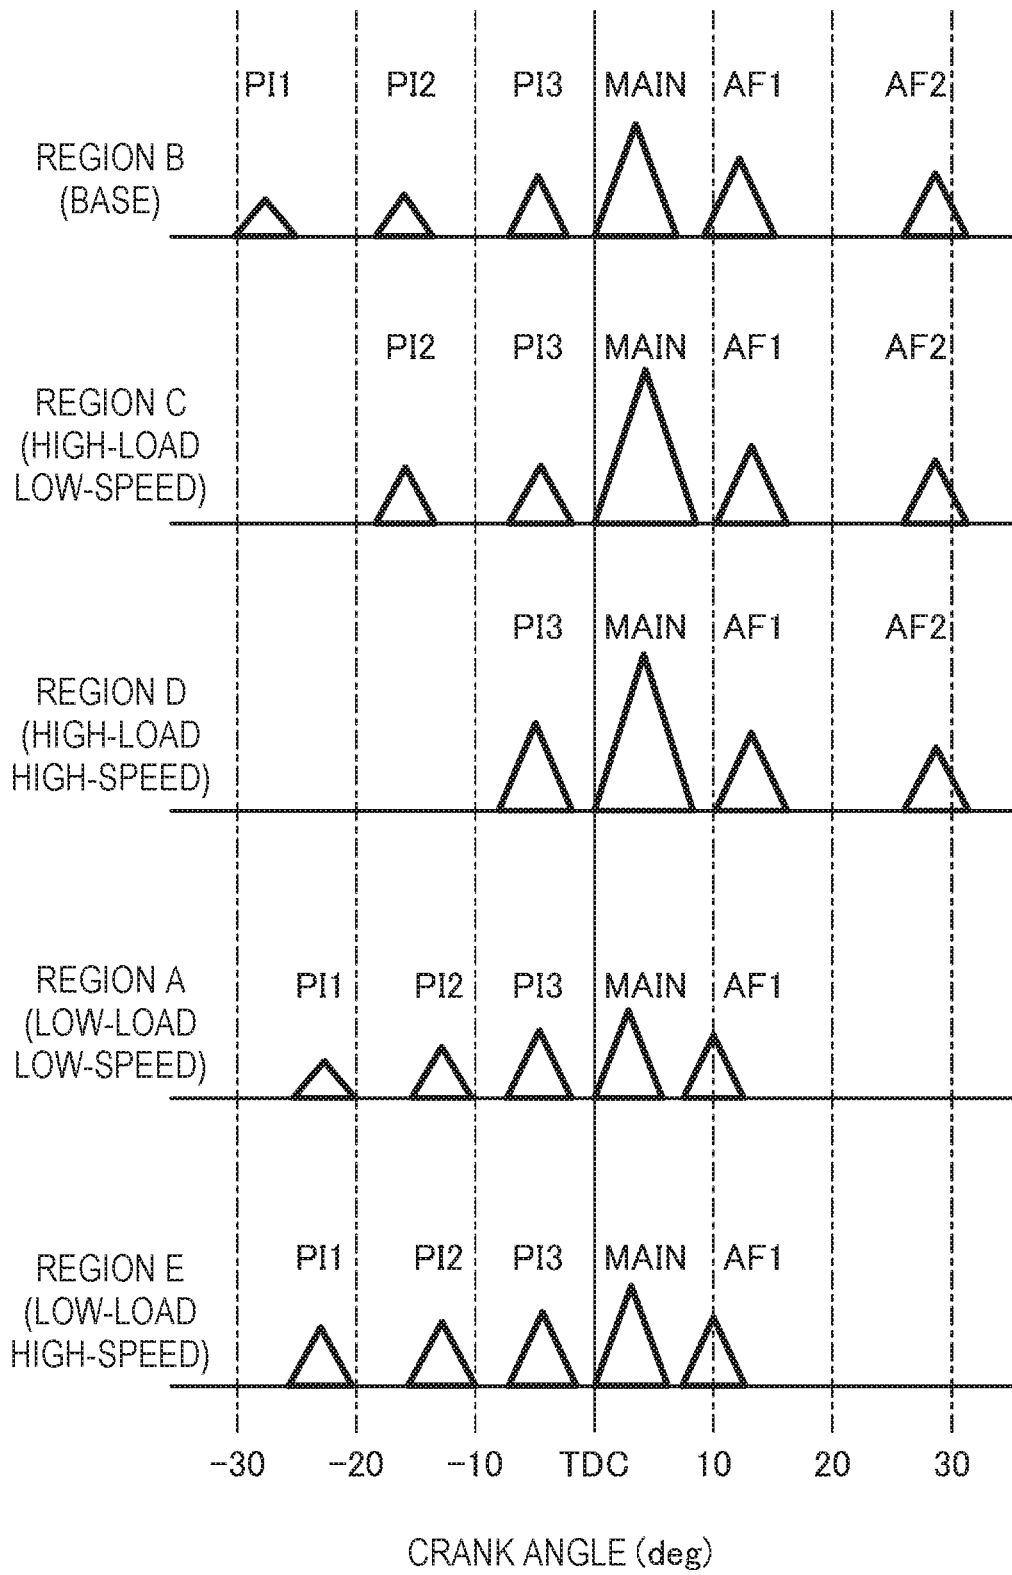 PI1 PI2 PI3 MAIN AF1 AF2
REGION B
(BASE)
PI2 PI3 MAIN AF1 AF2
REGION C
(HIGH-LOAD
LOW-SPEED)
PI3 MAIN AF1 AF2
REGION D
(HIGH-LOAD
HIGH-SPEED)
PI1 PI2 PI3 MAIN AF1
REGION A
(LOW-LOAD
LOW-SPEED)
PI1 PI2 PI3 MAIN AF1
REGION E
(LOW-LOAD
HIGH-SPEED)
-30 -20 -10 TDC 10 20 30
CRANK ANGLE (deg)